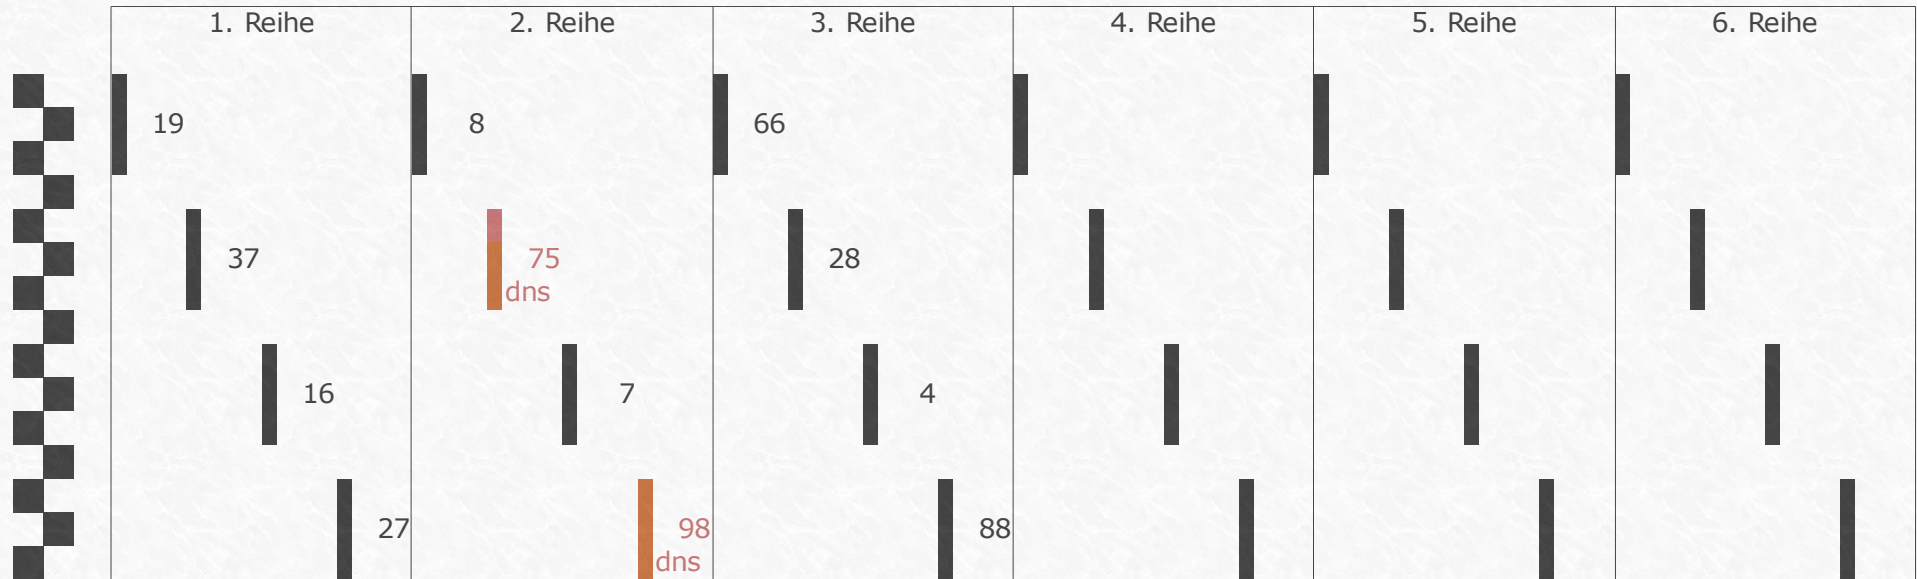 1. Reihe 2. Reihe 3. Reihe 4. Reihe 5. Reihe 6. Reihe
19 8 66
37 75 28
dns
16 7 4
27 98 88
dns